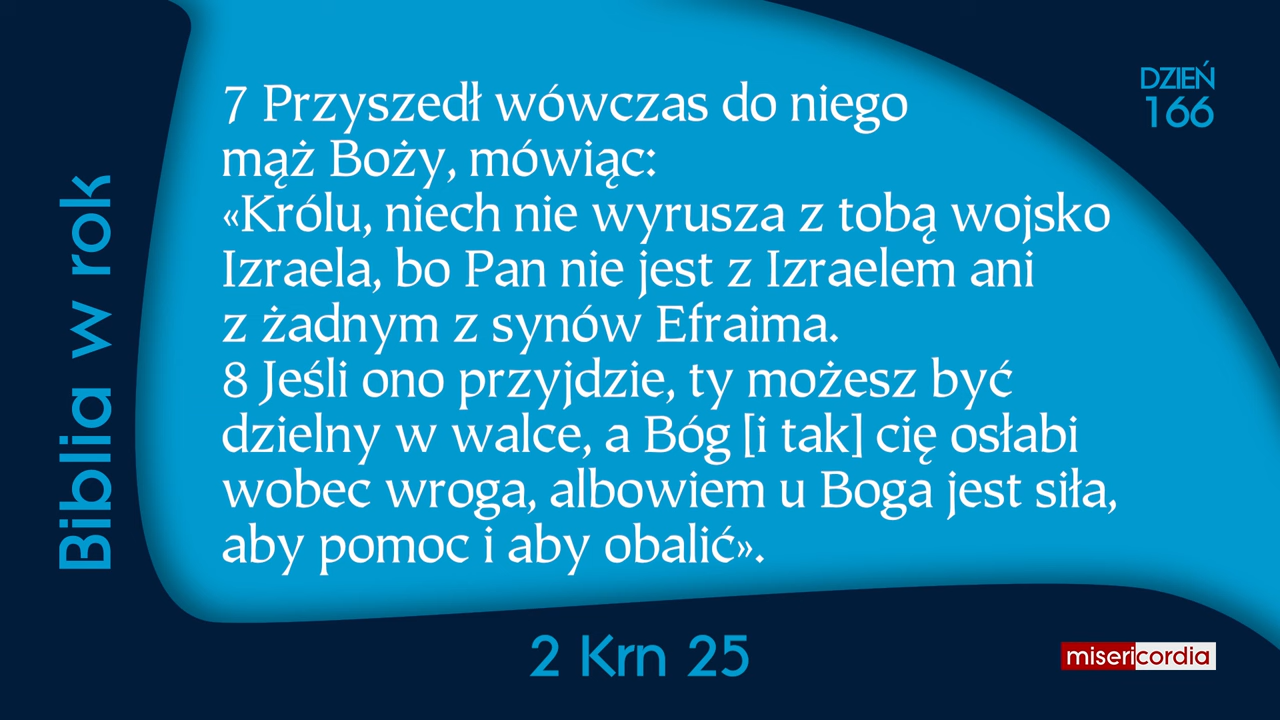 DZIEŃ
166
7 Przyszedł wówczas do niego
mąż Boży, mówiąc:
«Królu, niech nie wyrusza z tobą wojsko
Izraela, bo Pan nie jest z Izraelem ani
z żadnym z synów Efraima.
8 Jeśli ono przyjdzie, ty możesz być
dzielny w walce, a Bóg [i tak] cię osłabi
wobec wroga, albowiem u Boga jest siła,
aby pomoc i aby obalić».
Biblia w rok
2 Krn 25
misericordia